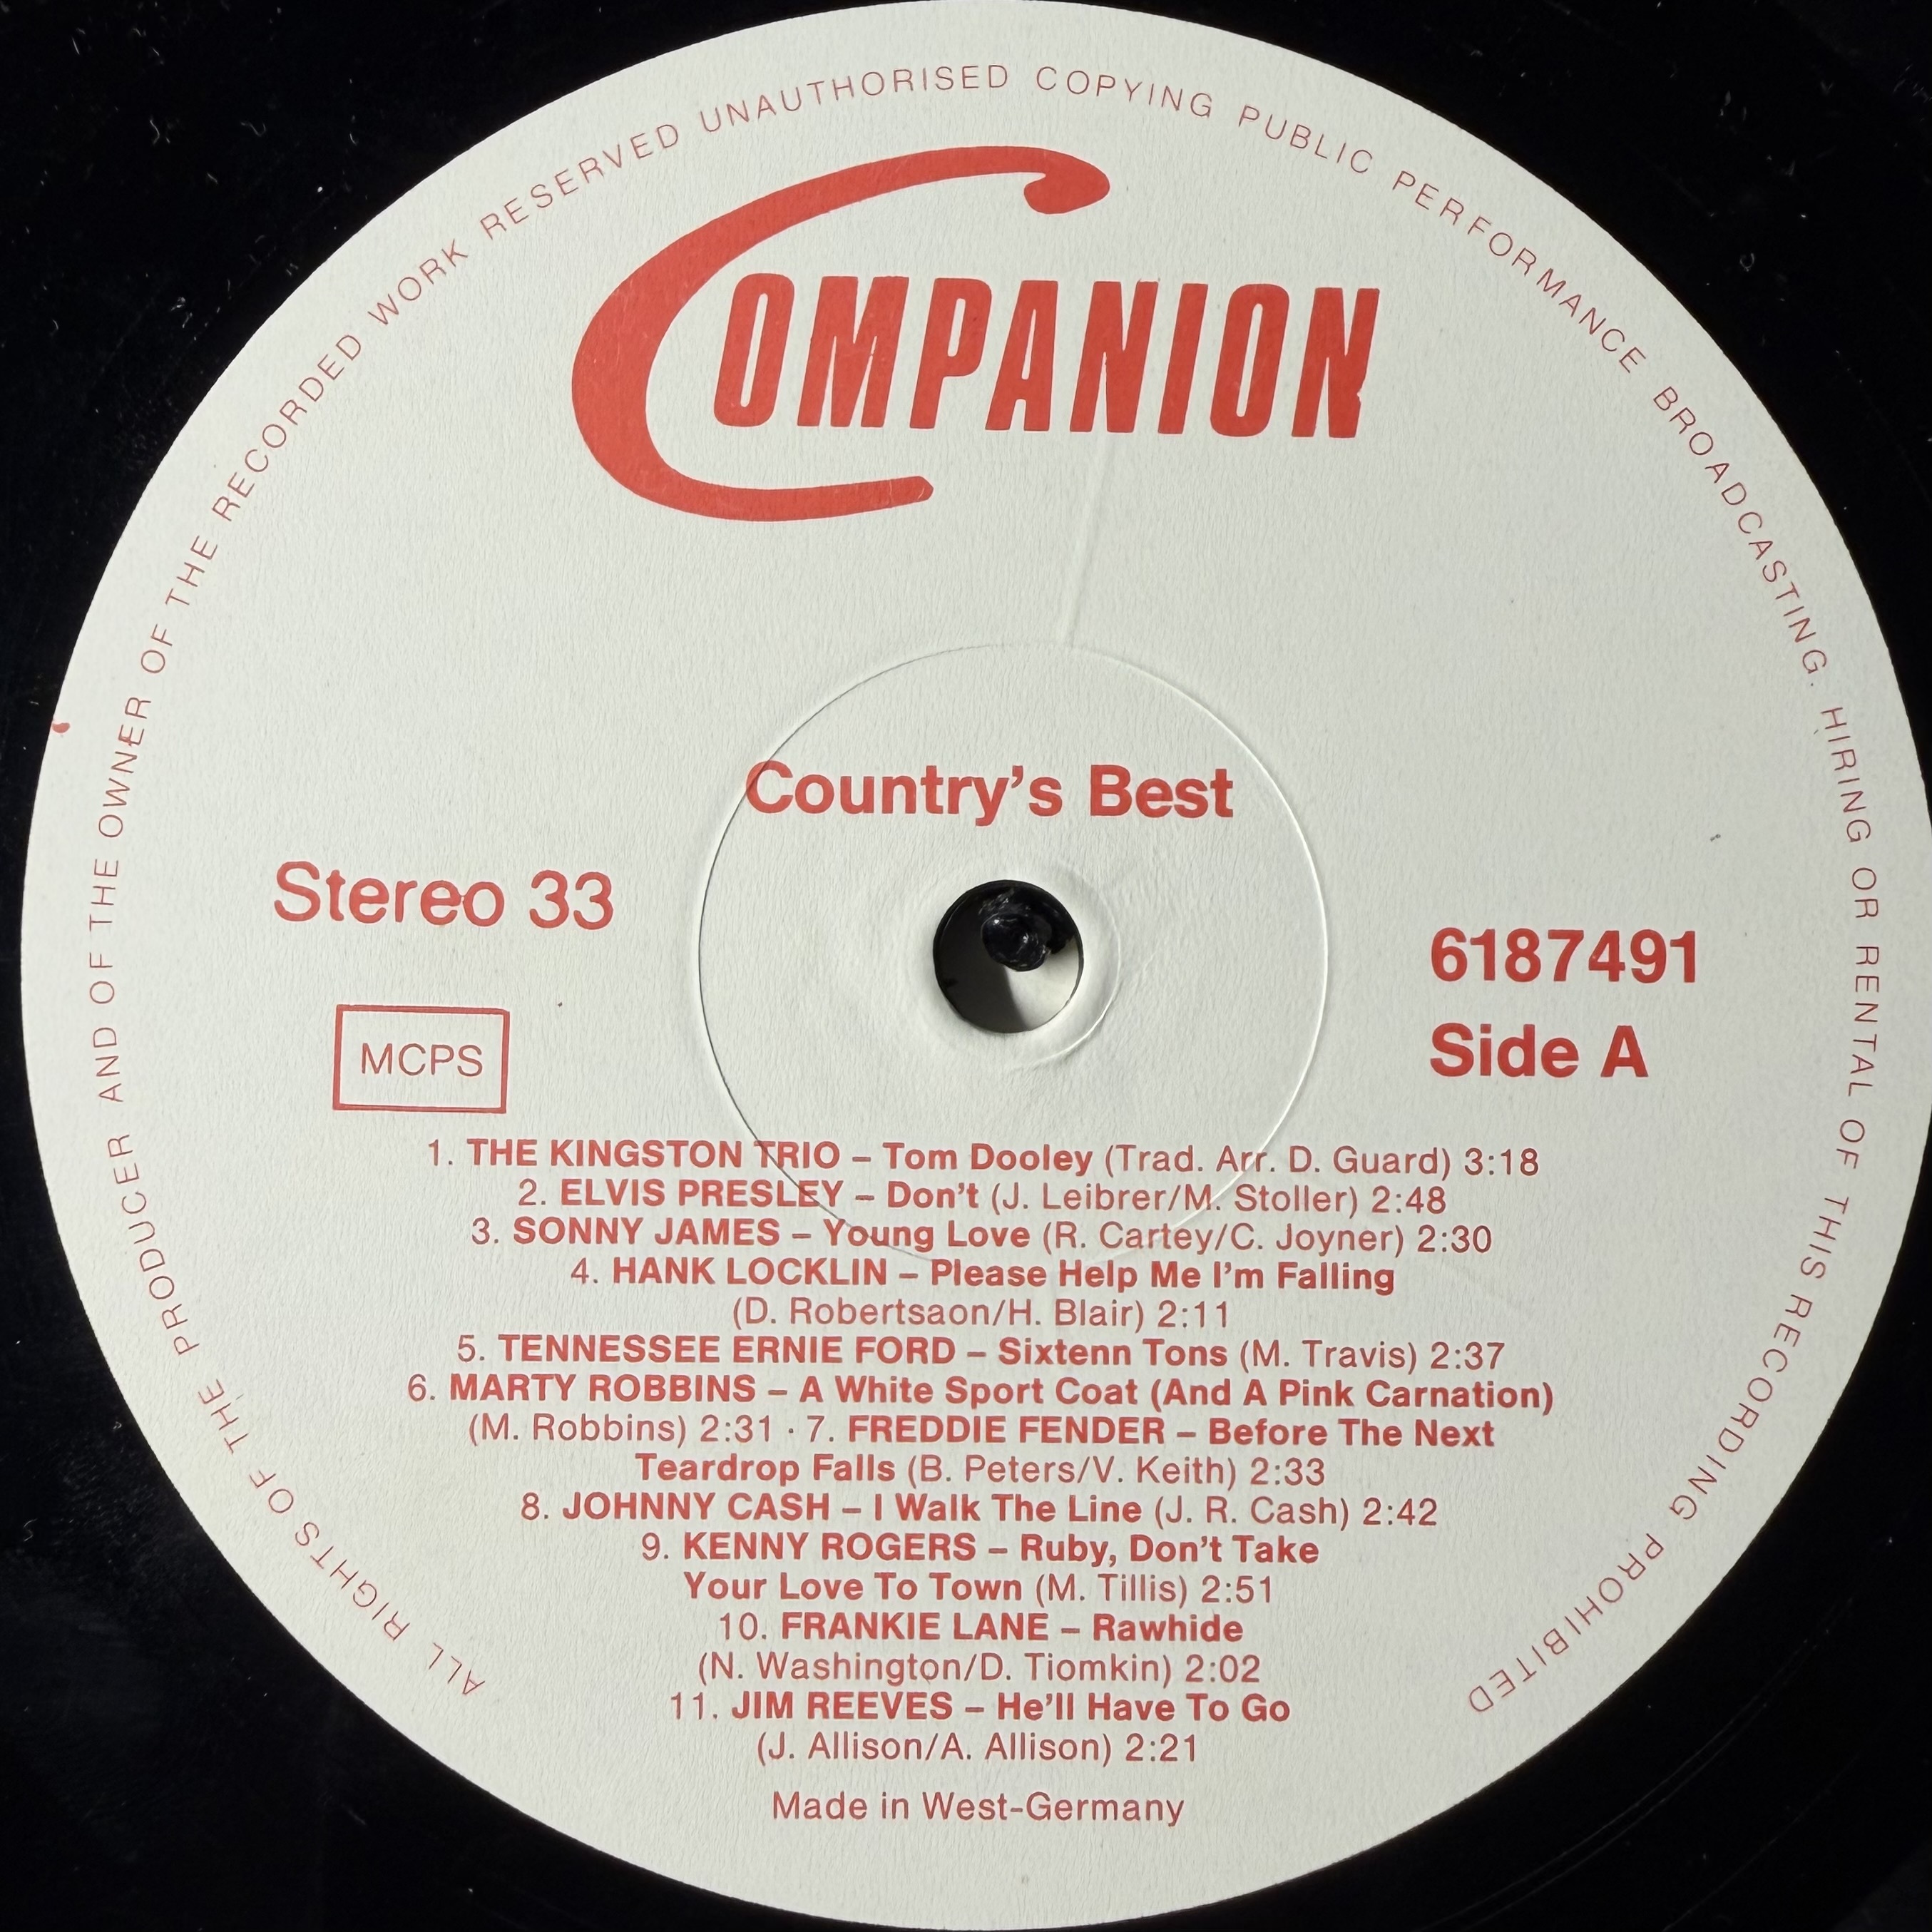 ALL RIGHTS OF THE PRODUCER AND OF THE OWNER OF THE RECORDED WORK RESERVED UNAUTHORISED COPYING PUBLIC PERFORMANCE BROADCASTING. HIRING OR RENTAL OF THIS RECORDING PROHIBITED
COMPANION
Country's Best
Stereo 33
MCPS
6187491
Side A
1. THE KINGSTON TRIO – Tom Dooley (Trad. Arr. D. Guard) 3:18
2. ELVIS PRESLEY – Don't (J. Leibrer/M. Stoller) 2:48
3. SONNY JAMES – Young Love (R. Cartey/C. Joyner) 2:30
4. HANK LOCKLIN – Please Help Me I'm Falling
(D. Robertsaon/H. Blair) 2:11
5. TENNESSEE ERNIE FORD – Sixtenn Tons (M. Travis) 2:37
6. MARTY ROBBINS – A White Sport Coat (And A Pink Carnation)
(M. Robbins) 2:31 · 7. FREDDIE FENDER – Before The Next
Teardrop Falls (B. Peters/V. Keith) 2:33
8. JOHNNY CASH – I Walk The Line (J. R. Cash) 2:42
9. KENNY ROGERS – Ruby, Don't Take
Your Love To Town (M. Tillis) 2:51
10. FRANKIE LANE – Rawhide
(N. Washington/D. Tiomkin) 2:02
11. JIM REEVES – He'll Have To Go
(J. Allison/A. Allison) 2:21
Made in West-Germany